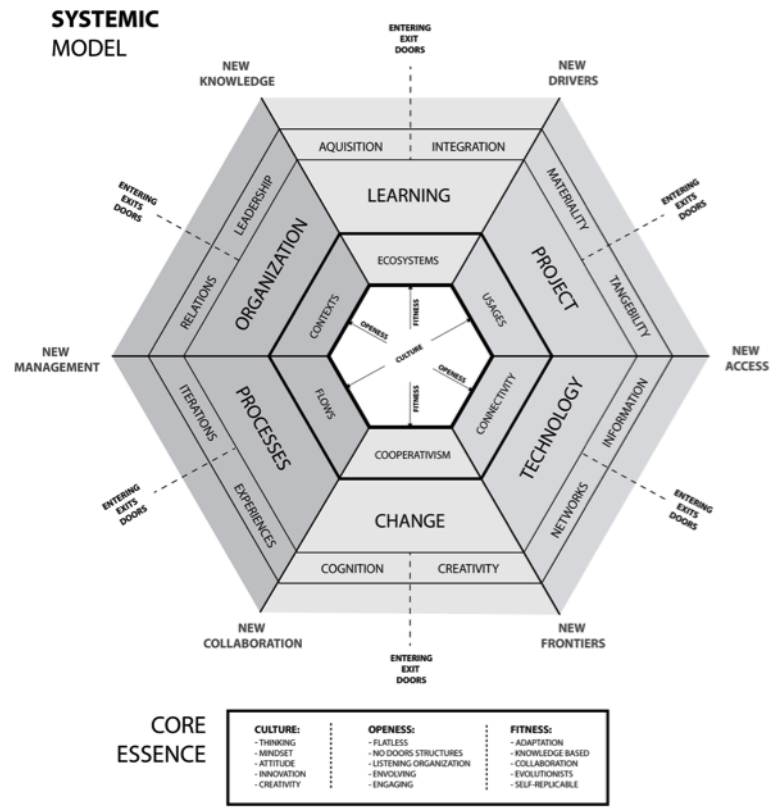 SYSTEMIC
MODEL
ENTERING
EXIT
DOORS
NEW
KNOWLEDGE
NEW
DRIVERS
AQUISITION
INTEGRATION
LEARNING
ECOSYSTEMS
ENTERING
EXITS
DOORS
LEADERSHIP
RELATIONS
ORGANIZATION
CONTEXTS
MATERIALITY
TANGEBILITY
PROJECT
USAGES
ENTERING
EXITS
DOORS
OPENESS
FITNESS
CULTURE
OPENESS
FITNESS
NEW
MANAGEMENT
NEW
ACCESS
ITERATIONS
EXPERIENCES
PROCESSES
FLOWS
ENTERING
EXITS
DOORS
CONNECTIVITY
TECHNOLOGY
INFORMATION
NETWORKS
ENTERING
EXITS
DOORS
COOPERATIVISM
CHANGE
COGNITION
CREATIVITY
NEW
COLLABORATION
NEW
FRONTIERS
ENTERING
EXIT
DOORS
CORE
ESSENCE
CULTURE:
- THINKING
- MINDSET
- ATTITUDE
- INNOVATION
- CREATIVITY
OPENESS:
- FLATLESS
- NO DOORS STRUCTURES
- LISTENING ORGANIZATION
- ENVOLVING
- ENGAGING
FITNESS:
- ADAPTATION
- KNOWLEDGE BASED
- COLLABORATION
- EVOLUTIONISTS
- SELF-REPLICABLE